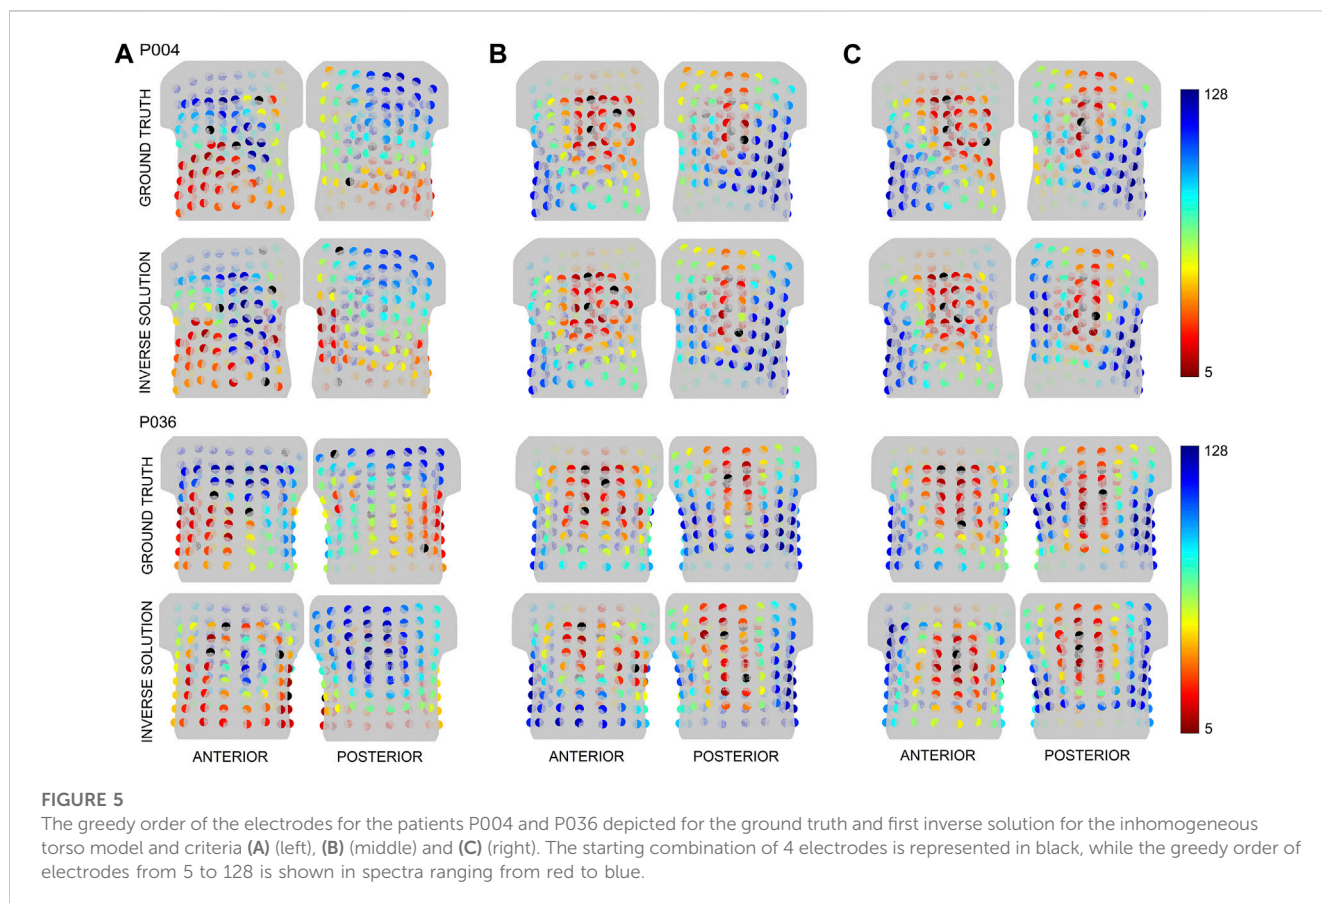 A P004 B C
GROUND TRUTH
128
INVERSE SOLUTION
5
P036
GROUND TRUTH
128
INVERSE SOLUTION
5
ANTERIOR POSTERIOR ANTERIOR POSTERIOR ANTERIOR POSTERIOR
FIGURE 5
The greedy order of the electrodes for the patients P004 and P036 depicted for the ground truth and first inverse solution for the inhomogeneous
torso model and criteria (A) (left), (B) (middle) and (C) (right). The starting combination of 4 electrodes is represented in black, while the greedy order of
electrodes from 5 to 128 is shown in spectra ranging from red to blue.